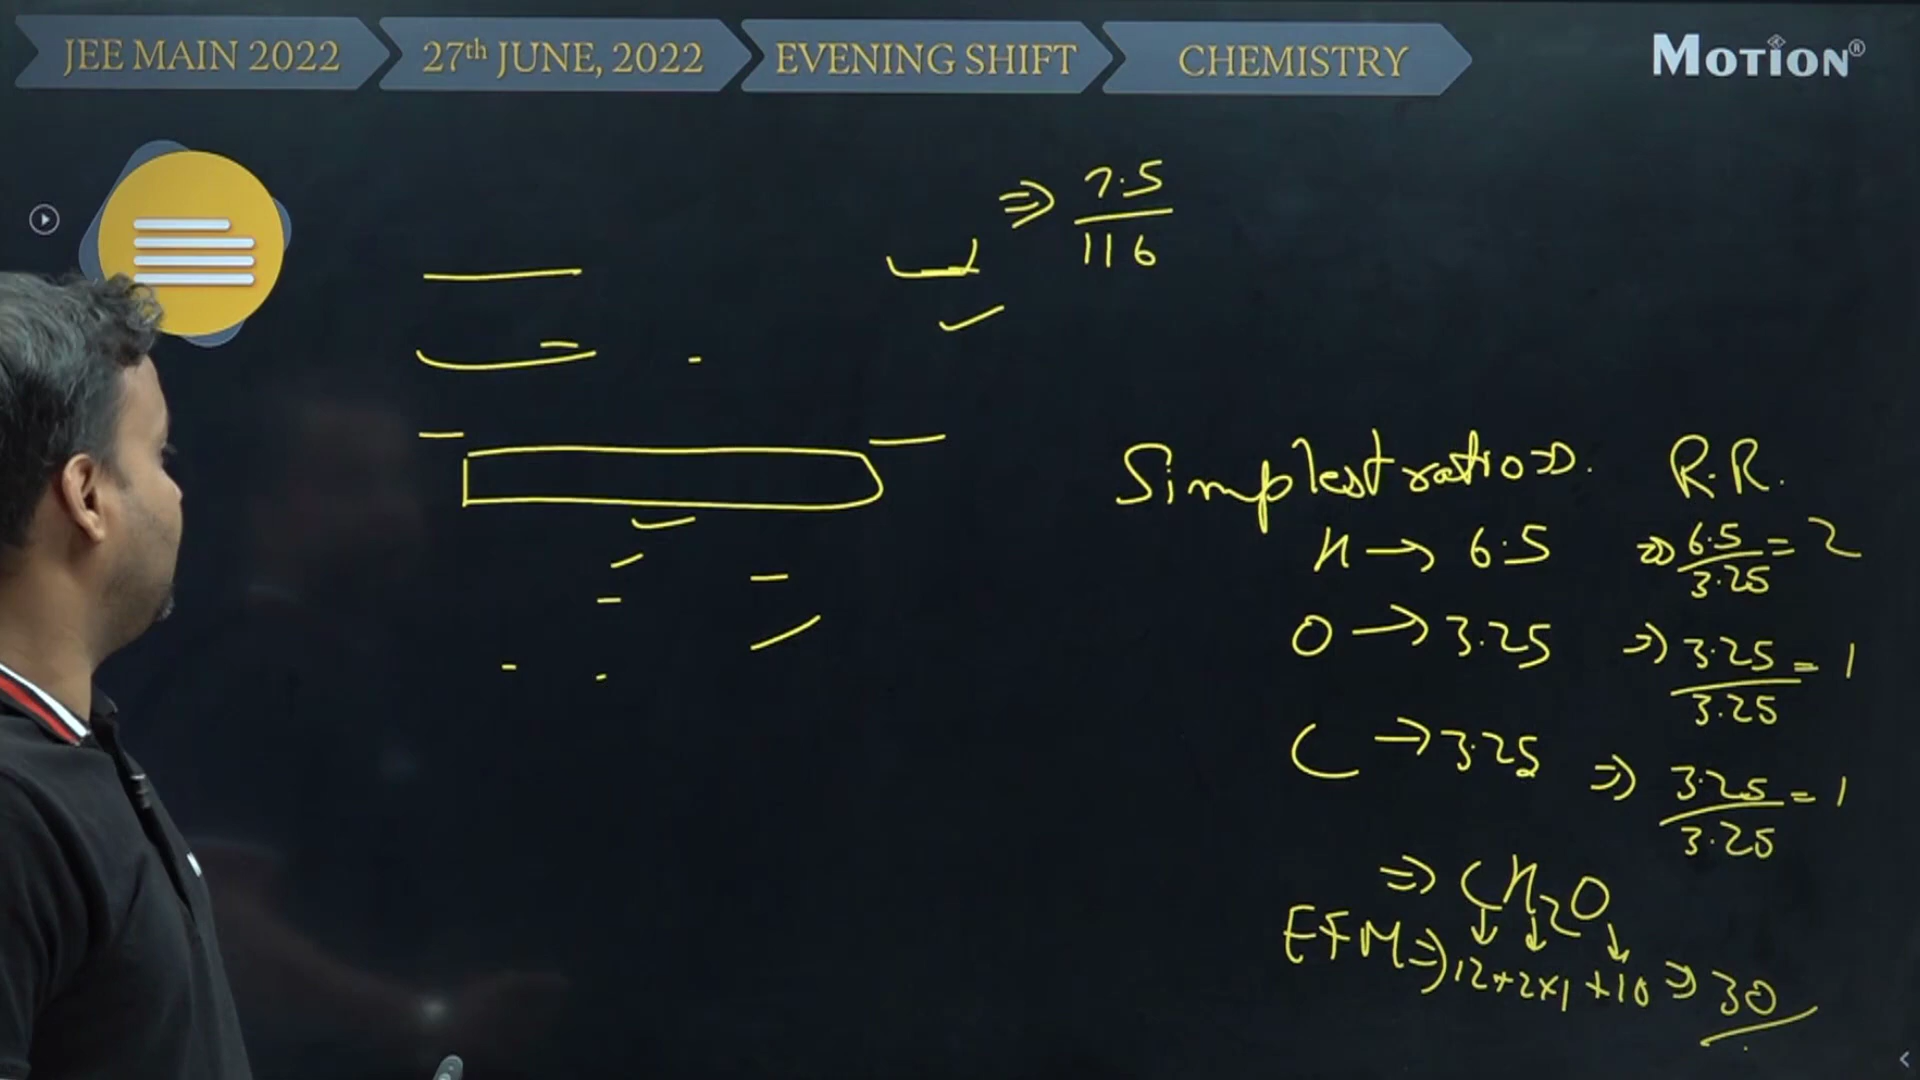 JEE MAIN 2022
27th JUNE, 2022
EVENING SHIFT
CHEMISTRY
MOTION®
⇒ 7.5/116
Simplest ratio ⇒. R.R.
H → 6.5 ⇒ 6.5/3.25 = 2
O → 3.25 ⇒ 3.25/3.25 = 1
C → 3.25 ⇒ 3.25/3.25 = 1
⇒ CH2O
EFM ⇒ 12+2×1+16 ⇒ 30